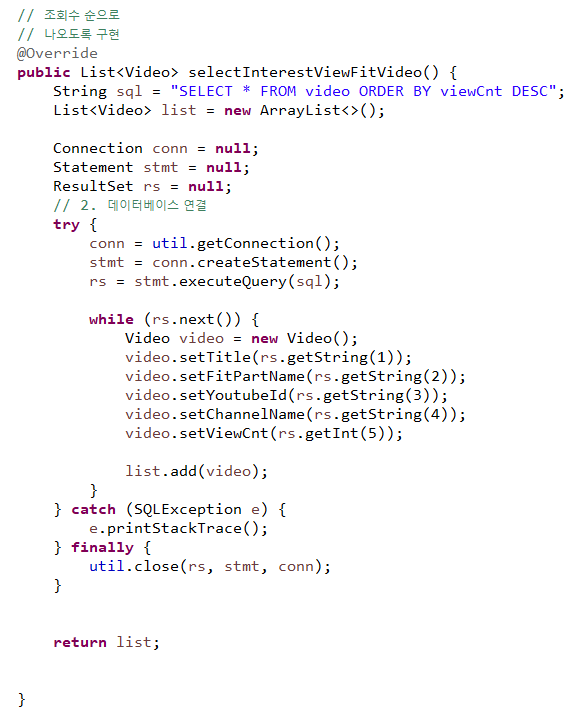 // 조회수 순으로
// 나오도록 구현
@Override
public List<Video> selectInterestViewFitVideo() {
    String sql = "SELECT * FROM video ORDER BY viewCnt DESC";
    List<Video> list = new ArrayList<>();

    Connection conn = null;
    Statement stmt = null;
    ResultSet rs = null;
    // 2. 데이터베이스 연결
    try {
        conn = util.getConnection();
        stmt = conn.createStatement();
        rs = stmt.executeQuery(sql);

        while (rs.next()) {
            Video video = new Video();
            video.setTitle(rs.getString(1));
            video.setFitPartName(rs.getString(2));
            video.setYoutubeId(rs.getString(3));
            video.setChannelName(rs.getString(4));
            video.setViewCnt(rs.getInt(5));

            list.add(video);
        }
    } catch (SQLException e) {
        e.printStackTrace();
    } finally {
        util.close(rs, stmt, conn);
    }

    return list;

}